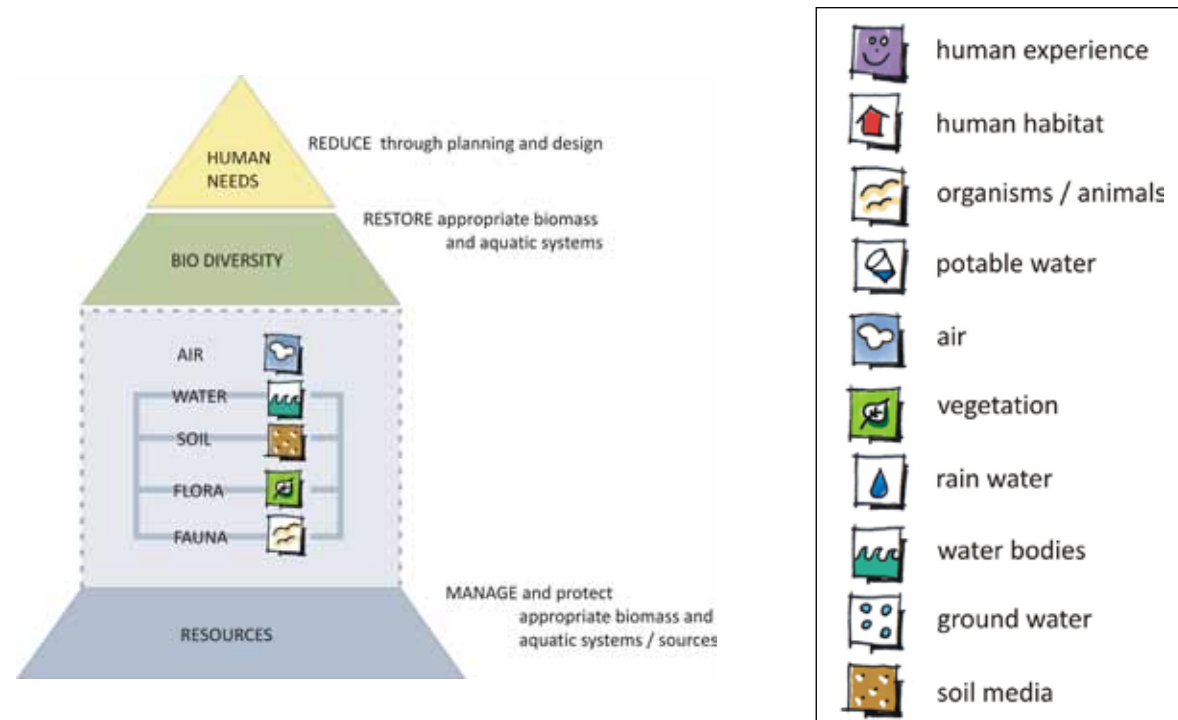 HUMAN
NEEDS
REDUCE through planning and design
BIO DIVERSITY
RESTORE appropriate biomass
and aquatic systems
AIR
WATER
SOIL
FLORA
FAUNA
RESOURCES
MANAGE and protect
appropriate biomass and
aquatic systems / sources
human experience
human habitat
organisms / animals
potable water
air
vegetation
rain water
water bodies
ground water
soil media